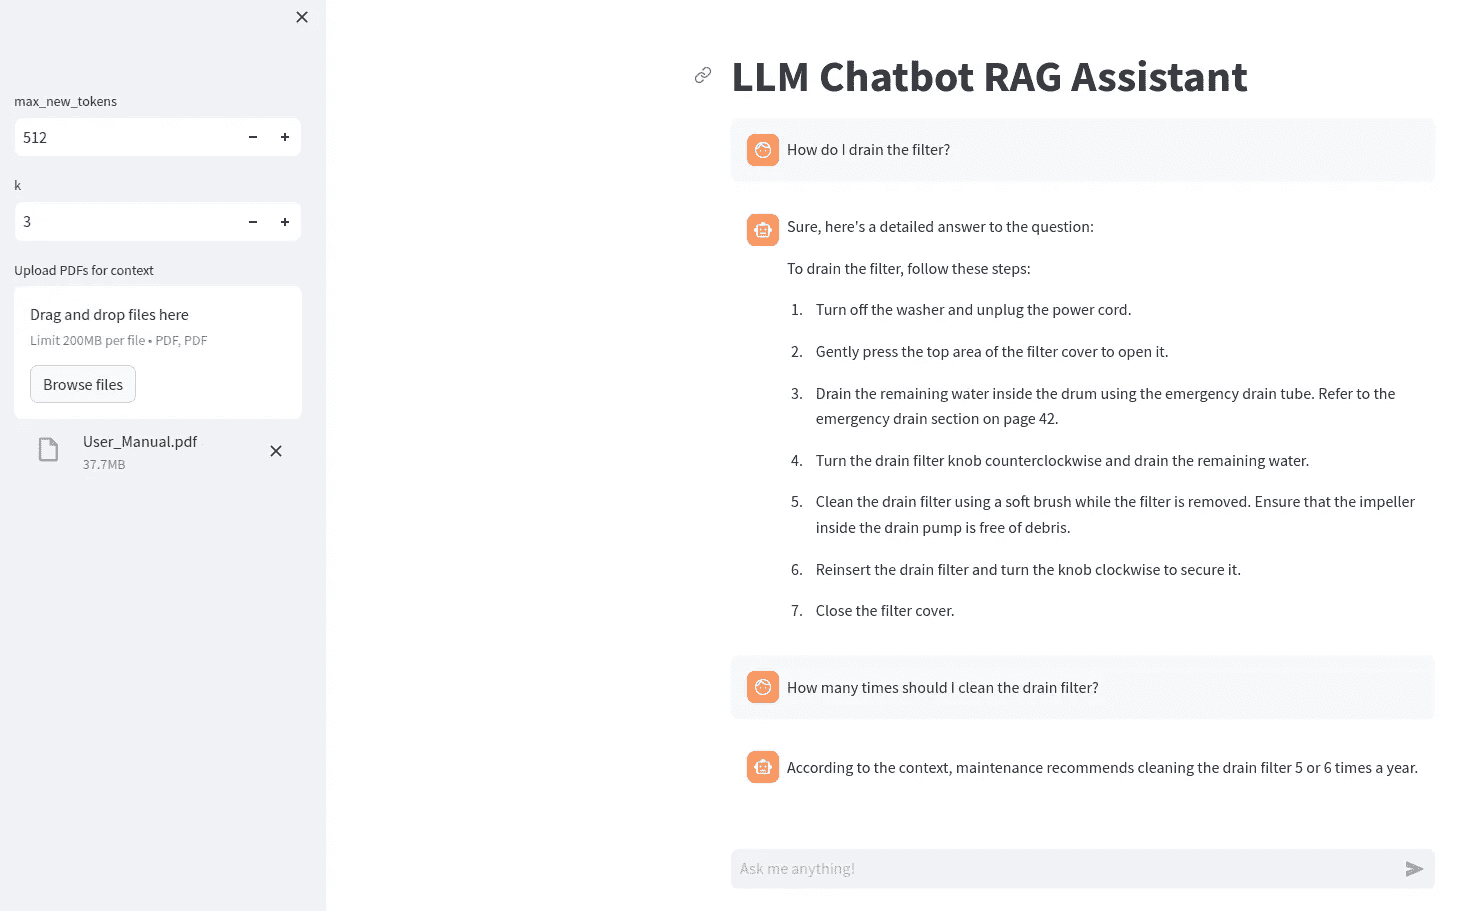 max_new_tokens
512
k
3
Upload PDFs for context
Drag and drop files here
Limit 200MB per file • PDF, PDF
Browse files
User_Manual.pdf
37.7MB
LLM Chatbot RAG Assistant
How do I drain the filter?
Sure, here's a detailed answer to the question:
To drain the filter, follow these steps:
1. Turn off the washer and unplug the power cord.
2. Gently press the top area of the filter cover to open it.
3. Drain the remaining water inside the drum using the emergency drain tube. Refer to the
emergency drain section on page 42.
4. Turn the drain filter knob counterclockwise and drain the remaining water.
5. Clean the drain filter using a soft brush while the filter is removed. Ensure that the impeller
inside the drain pump is free of debris.
6. Reinsert the drain filter and turn the knob clockwise to secure it.
7. Close the filter cover.
How many times should I clean the drain filter?
According to the context, maintenance recommends cleaning the drain filter 5 or 6 times a year.
Ask me anything!